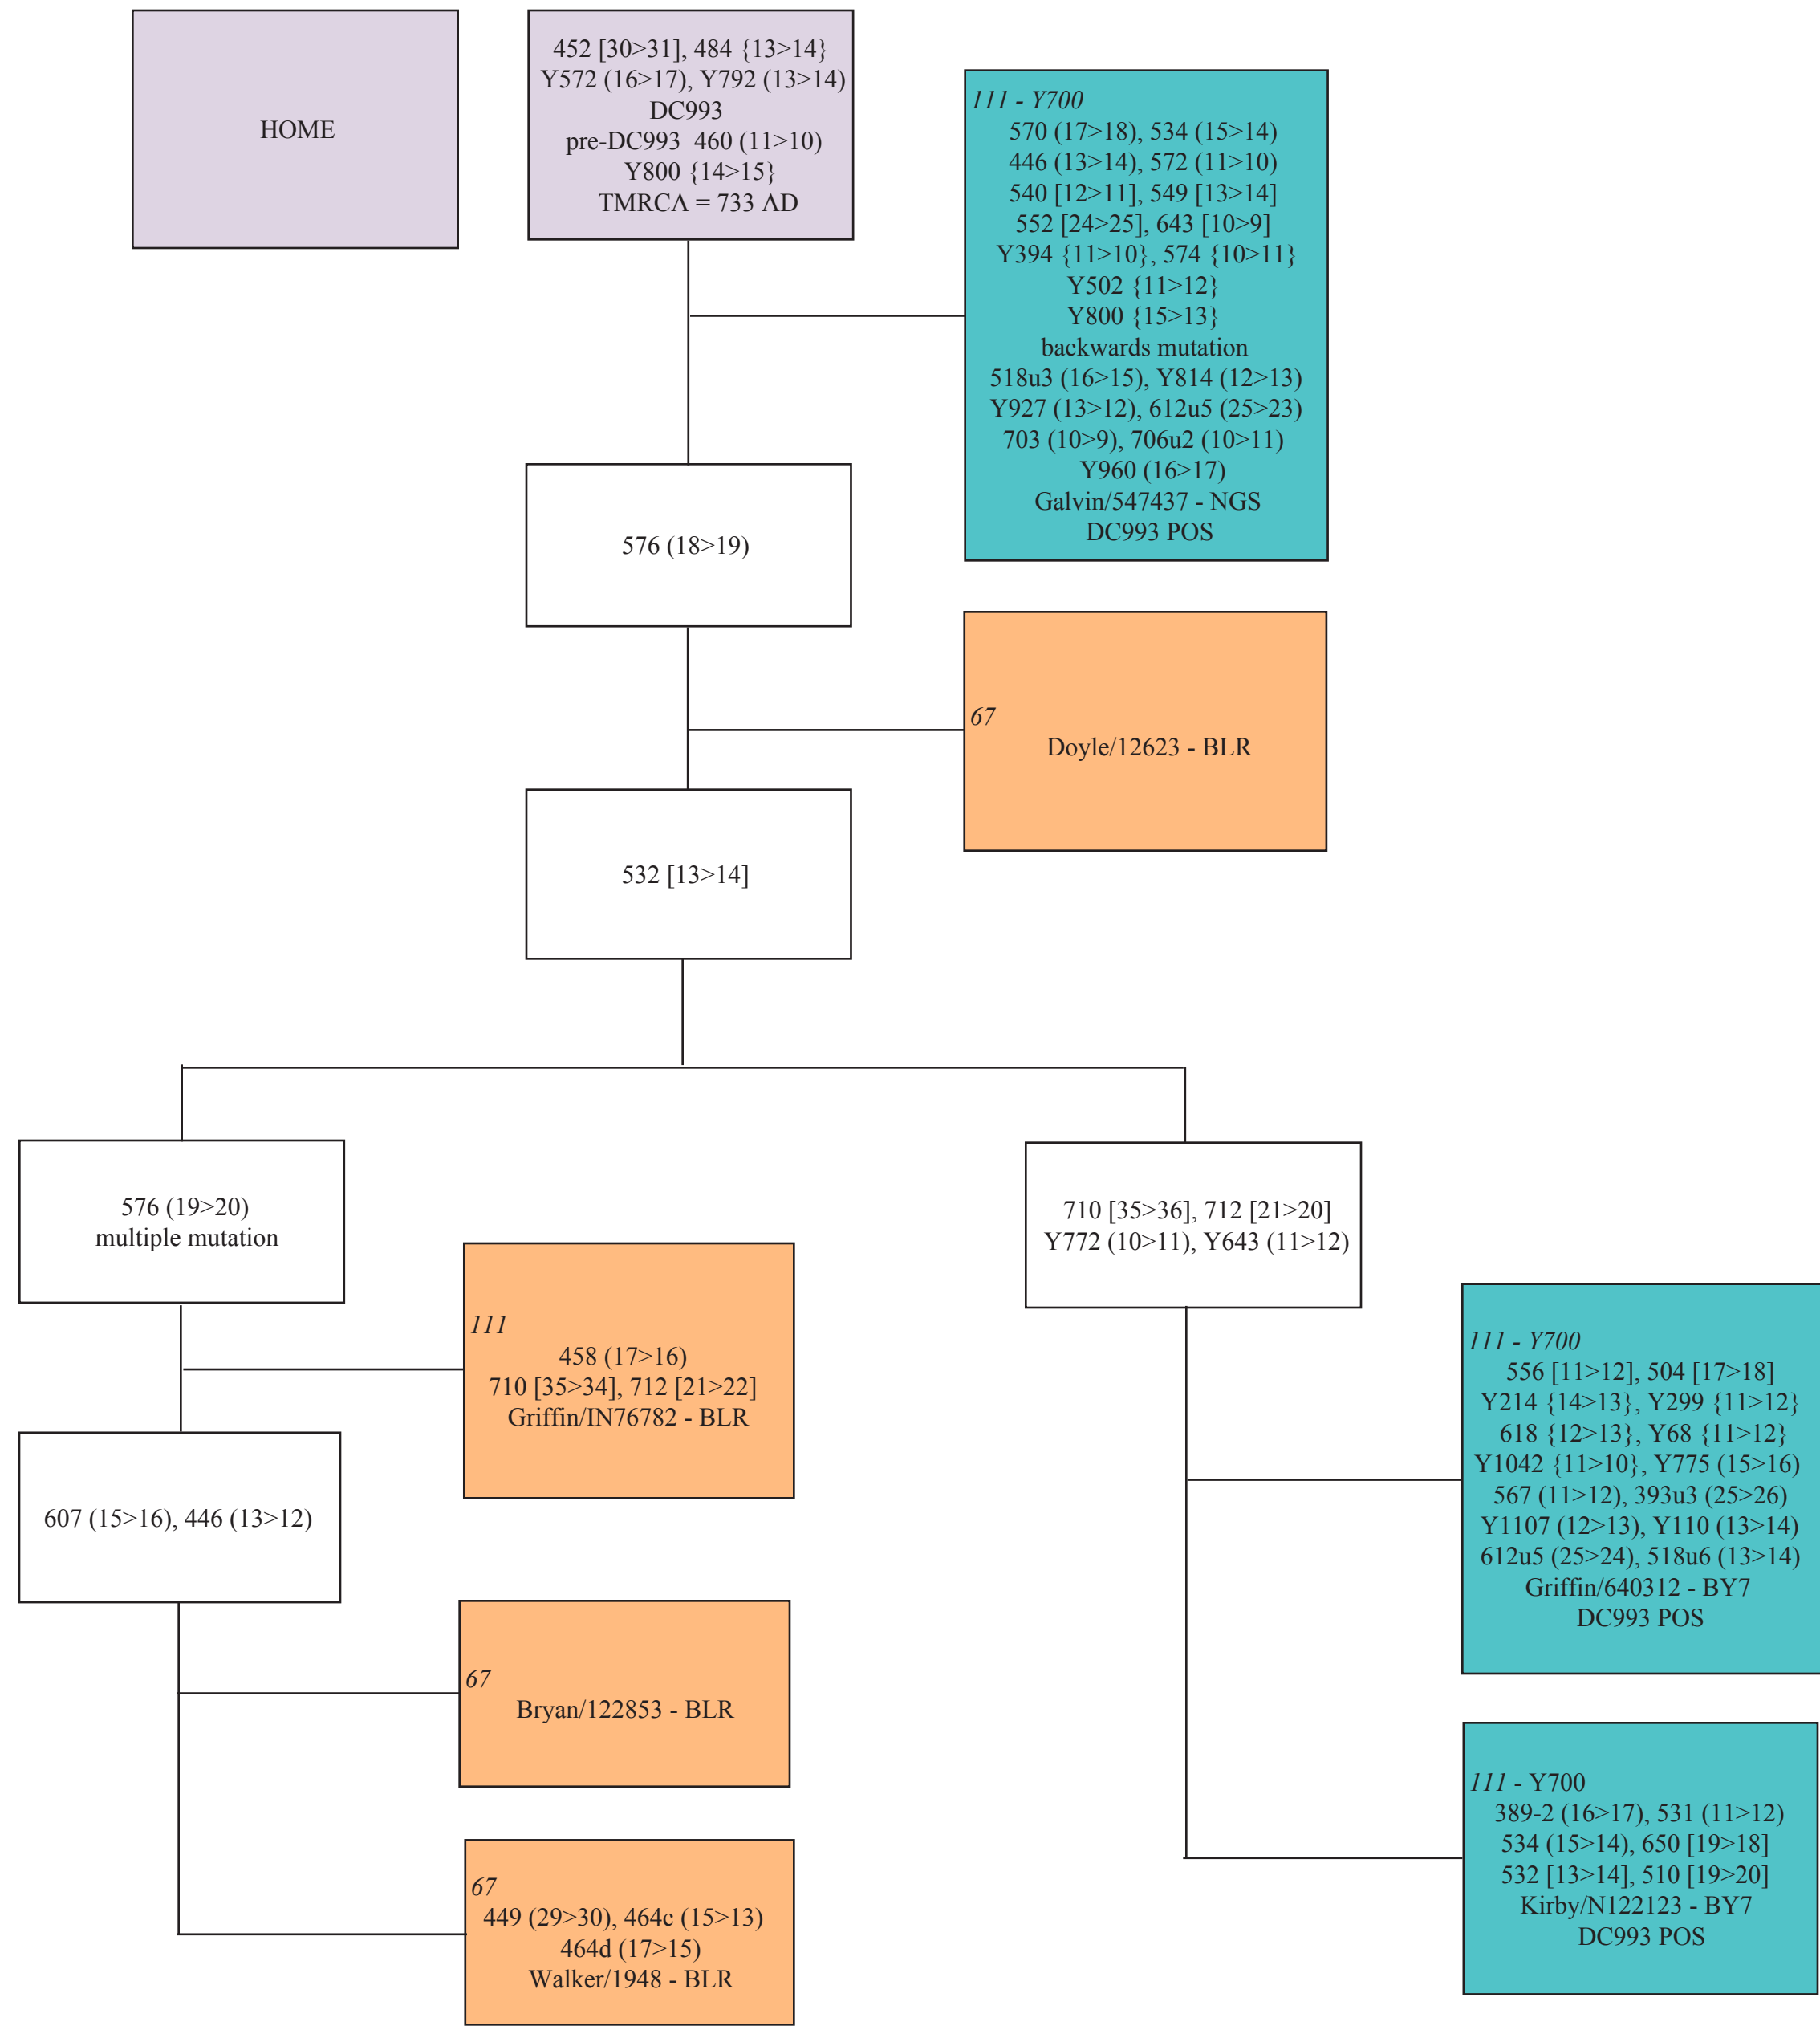 HOME
452 [30>31], 484 {13>14}
Y572 (16>17), Y792 (13>14)
DC993
pre-DC993  460 (11>10)
Y800 {14>15}
TMRCA = 733 AD
111 - Y700
570 (17>18), 534 (15>14)
446 (13>14), 572 (11>10)
540 [12>11], 549 [13>14]
552 [24>25], 643 [10>9]
Y394 {11>10}, 574 {10>11}
Y502 {11>12}
Y800 {15>13}
backwards mutation
518u3 (16>15), Y814 (12>13)
Y927 (13>12), 612u5 (25>23)
703 (10>9), 706u2 (10>11)
Y960 (16>17)
Galvin/547437 - NGS
DC993 POS
576 (18>19)
67
Doyle/12623 - BLR
532 [13>14]
576 (19>20)
multiple mutation
710 [35>36], 712 [21>20]
Y772 (10>11), Y643 (11>12)
111
458 (17>16)
710 [35>34], 712 [21>22]
Griffin/IN76782 - BLR
111 - Y700
556 [11>12], 504 [17>18]
Y214 {14>13}, Y299 {11>12}
618 {12>13}, Y68 {11>12}
Y1042 {11>10}, Y775 (15>16)
567 (11>12), 393u3 (25>26)
Y1107 (12>13), Y110 (13>14)
612u5 (25>24), 518u6 (13>14)
Griffin/640312 - BY7
DC993 POS
607 (15>16), 446 (13>12)
67
Bryan/122853 - BLR
111 - Y700
389-2 (16>17), 531 (11>12)
534 (15>14), 650 [19>18]
532 [13>14], 510 [19>20]
Kirby/N122123 - BY7
DC993 POS
67
449 (29>30), 464c (15>13)
464d (17>15)
Walker/1948 - BLR